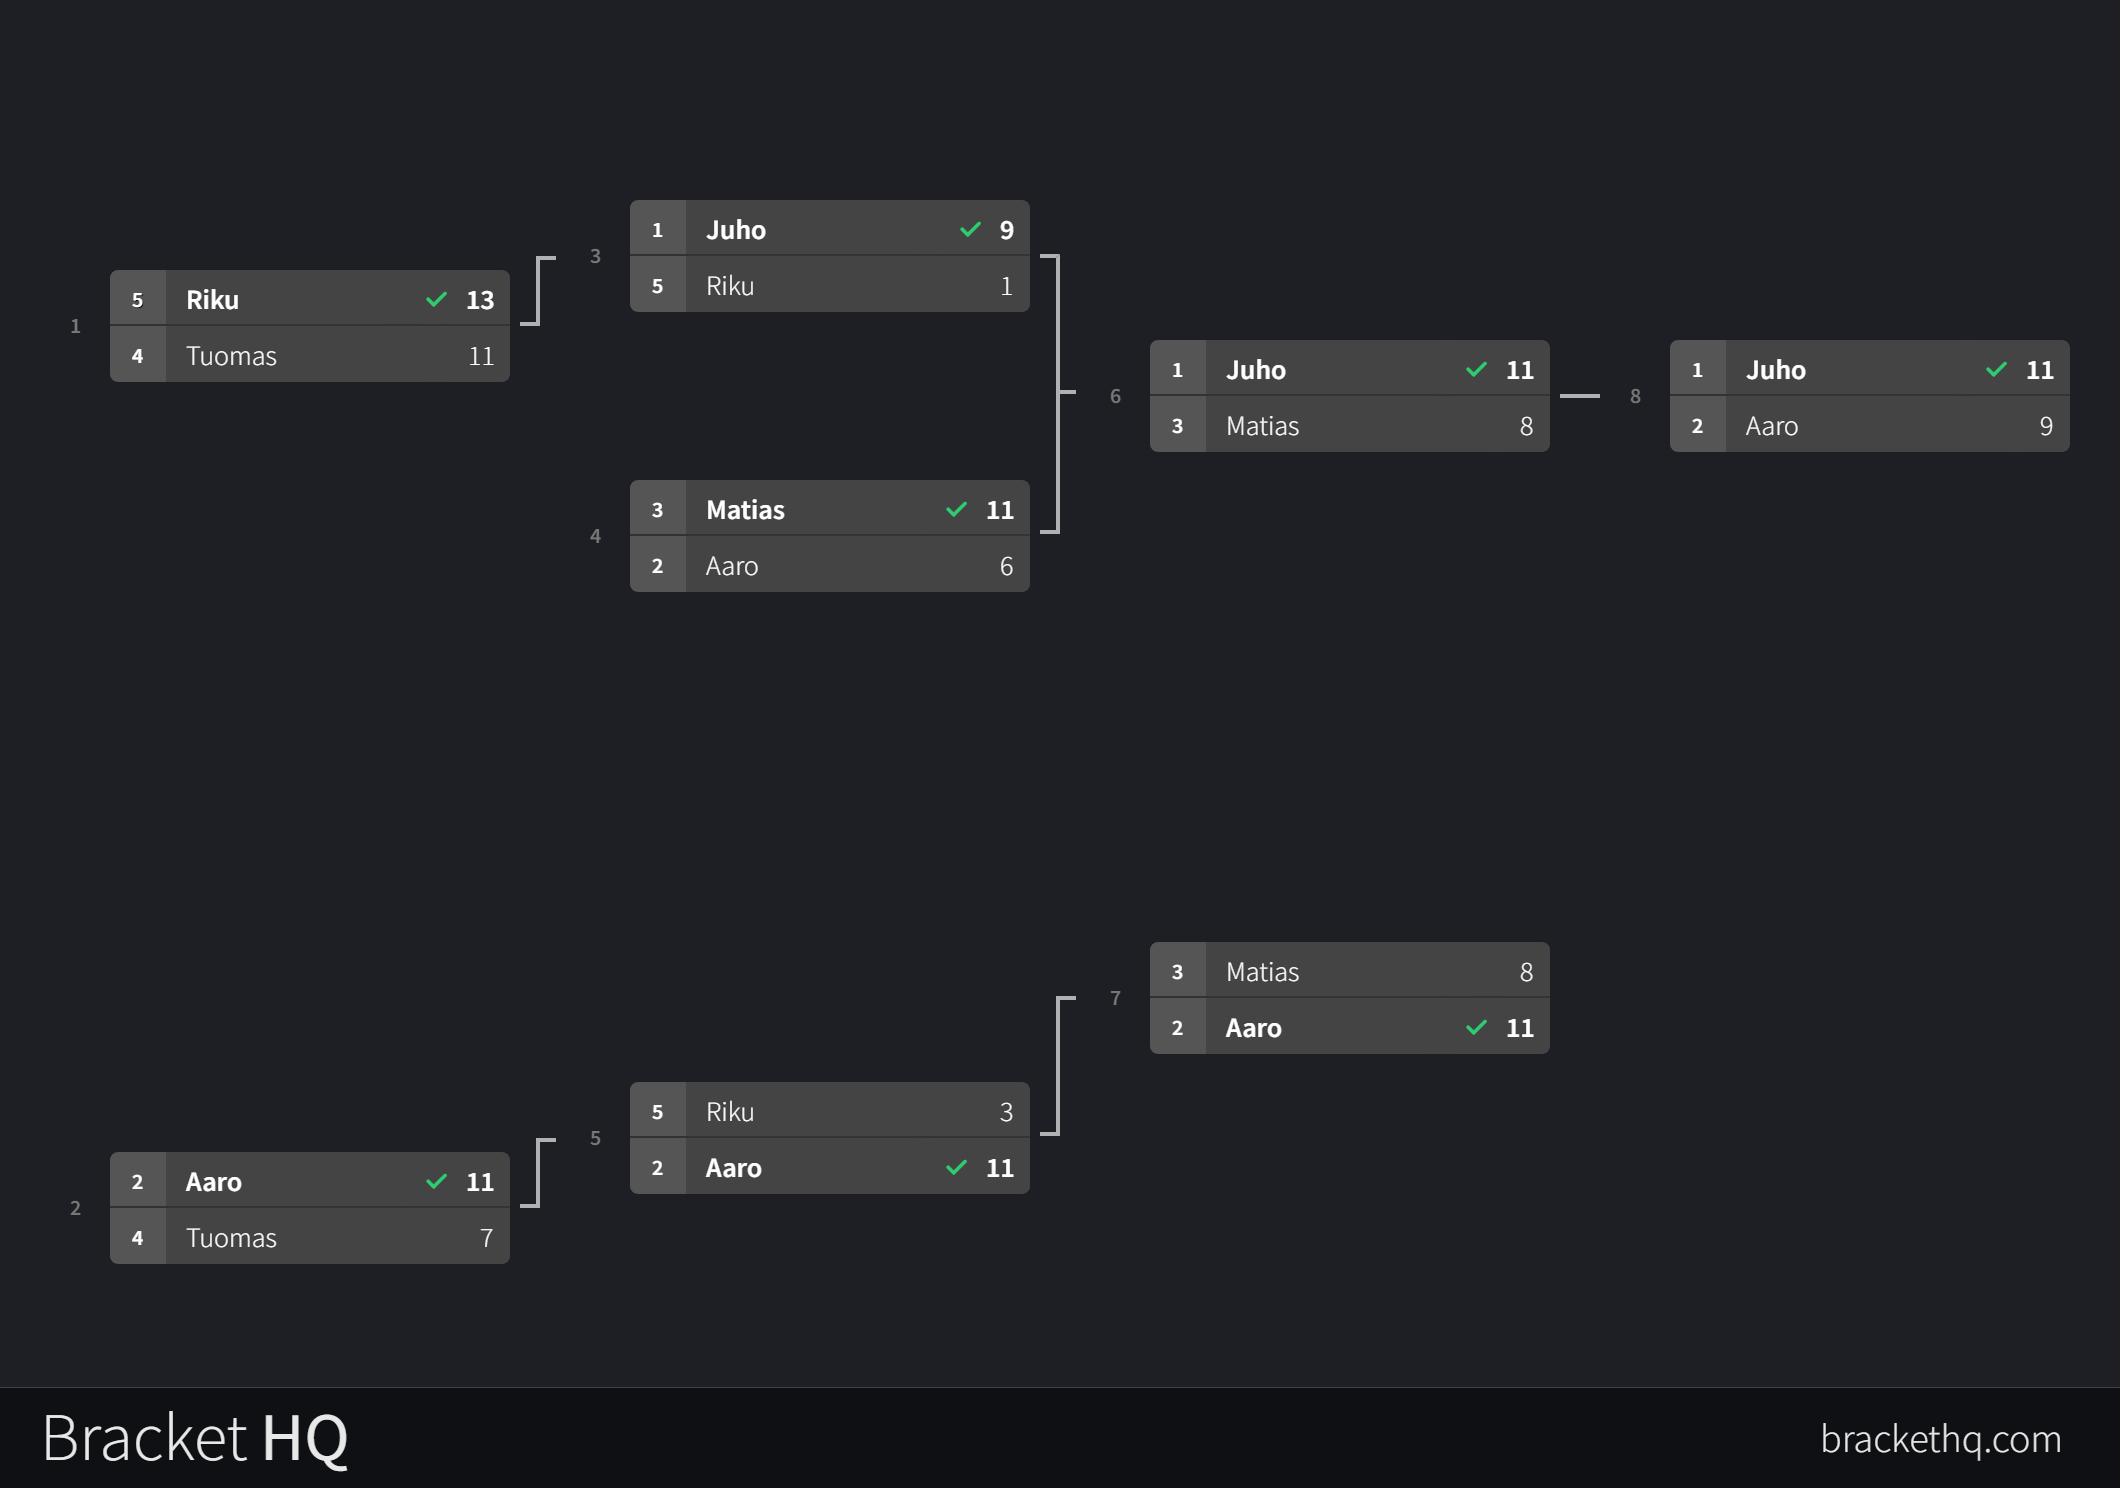 1
5 Riku 13
4 Tuomas 11
3
1 Juho 9
5 Riku 1
4
3 Matias 11
2 Aaro 6
6
1 Juho 11
3 Matias 8
8
1 Juho 11
2 Aaro 9
2
2 Aaro 11
4 Tuomas 7
5
5 Riku 3
2 Aaro 11
7
3 Matias 8
2 Aaro 11
Bracket HQ
brackethq.com